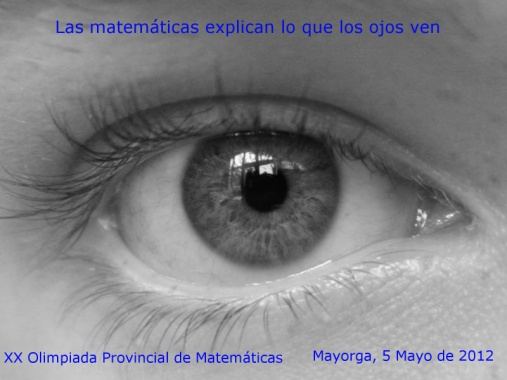 Las matemáticas explican lo que los ojos ven
XX Olimpiada Provincial de Matemáticas
Mayorga, 5 Mayo de 2012